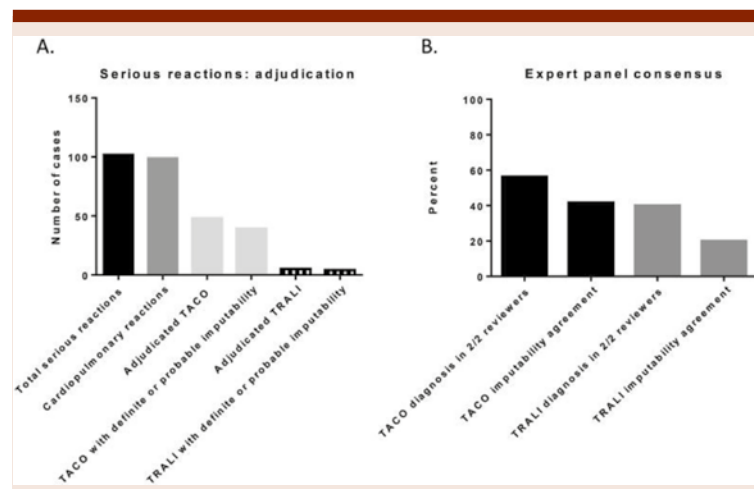 A.
Serious reactions: adjudication
Number of cases
150
100
50
0
Total serious reactions
Cardiopulmonary reactions
Adjudicated TACO
TACO with definite or probable imputability
Adjudicated TRALI
TRALI with definite or probable imputability
B.
Expert panel consensus
Percent
100
80
60
40
20
0
TACO diagnosis in 2/2 reviewers
TACO imputability agreement
TRALI diagnosis in 2/2 reviewers
TRALI imputability agreement